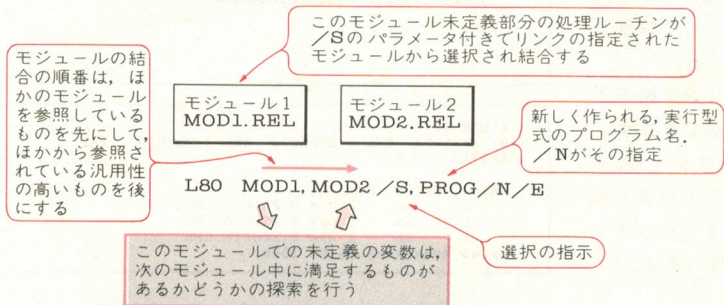 このモジュール未定義部分の処理ルーチンが
/Sのパラメータ付きでリンクの指定された
モジュールから選択され結合する
モジュールの結
合の順番は，ほ
かのモジュール
を参照している
ものを先にして，
ほかから参照さ
れている汎用性
の高いものを後
にする
モジュール1
MOD1.REL
モジュール2
MOD2.REL
新しく作られる，実行型
式のプログラム名．
/Nがその指定
L80 MOD1,MOD2 /S,PROG/N/E
このモジュールでの未定義の変数は，
次のモジュール中に満足するものが
あるかどうかの探索を行う
選択の指示